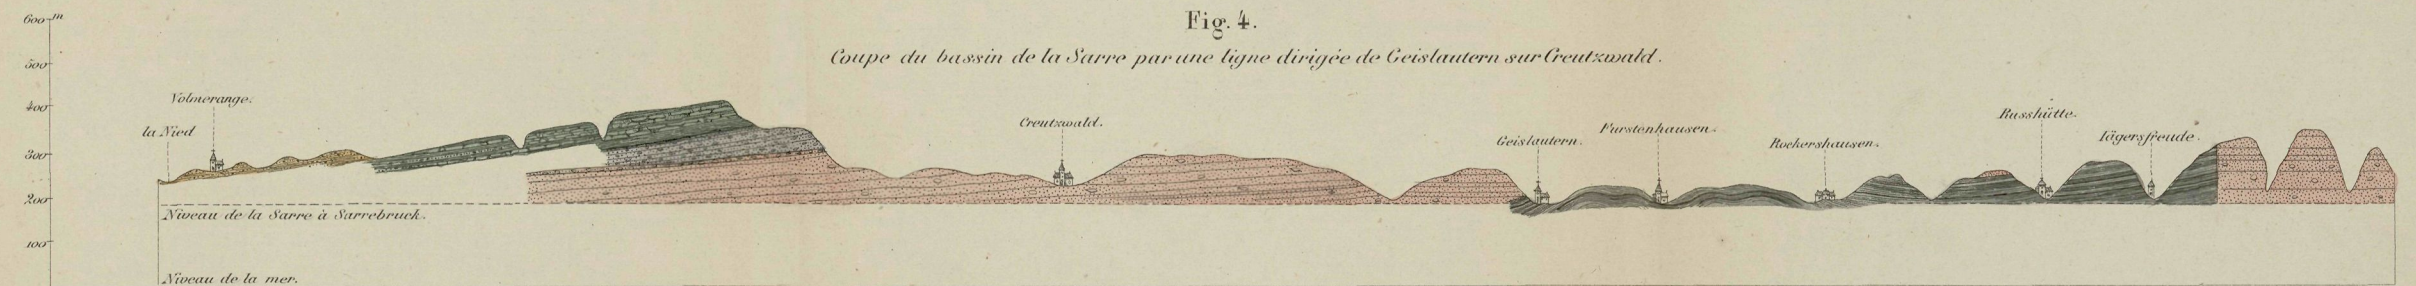 Fig. 4.
Coupe du bassin de la Sarre par une ligne dirigée de Geislautern sur Creutzwald.
600 m
500
400
300
200
100
Volmerange.
la Nied
Creutzwald.
Geislautern.
Furstenhausen.
Rockershausen.
Russhütte.
Iägersfreude.
Niveau de la Sarre à Sarrebruck.
Niveau de la mer.